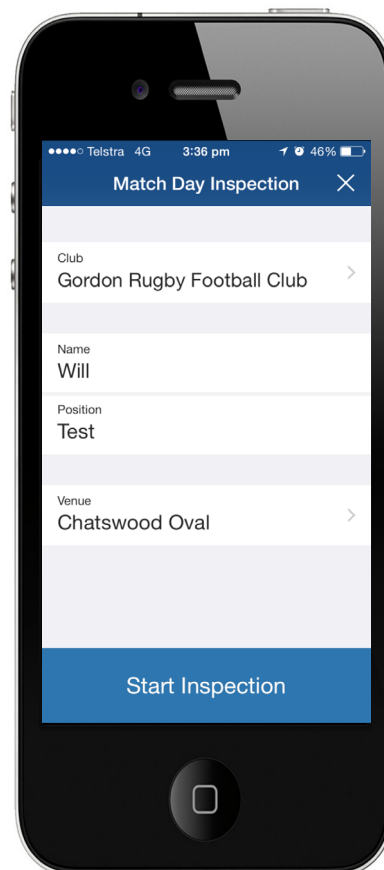 Telstra 4G 3:36 pm 46%
Match Day Inspection
Club
Gordon Rugby Football Club
Name
Will
Position
Test
Venue
Chatswood Oval
Start Inspection